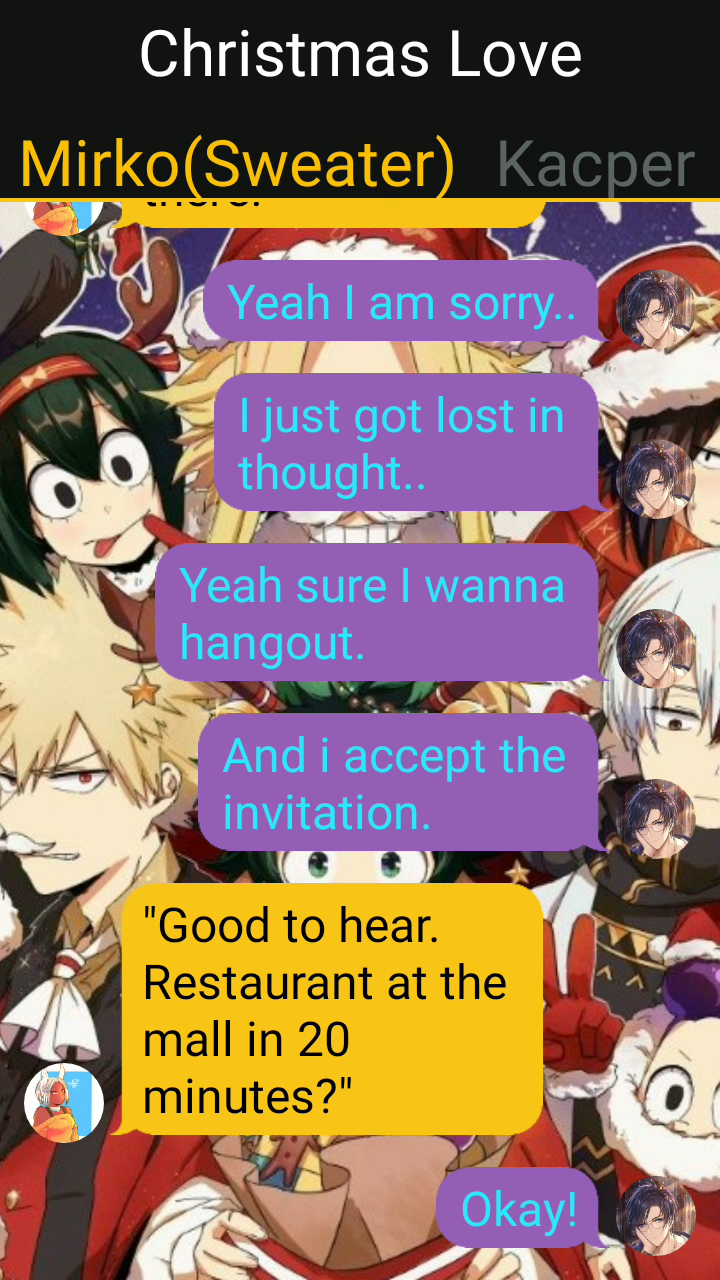 Christmas Love
Mirko(Sweater) Kacper
there.
Yeah I am sorry..
I just got lost in
thought..
Yeah sure I wanna
hangout.
And i accept the
invitation.
"Good to hear.
Restaurant at the
mall in 20
minutes?"
Okay!